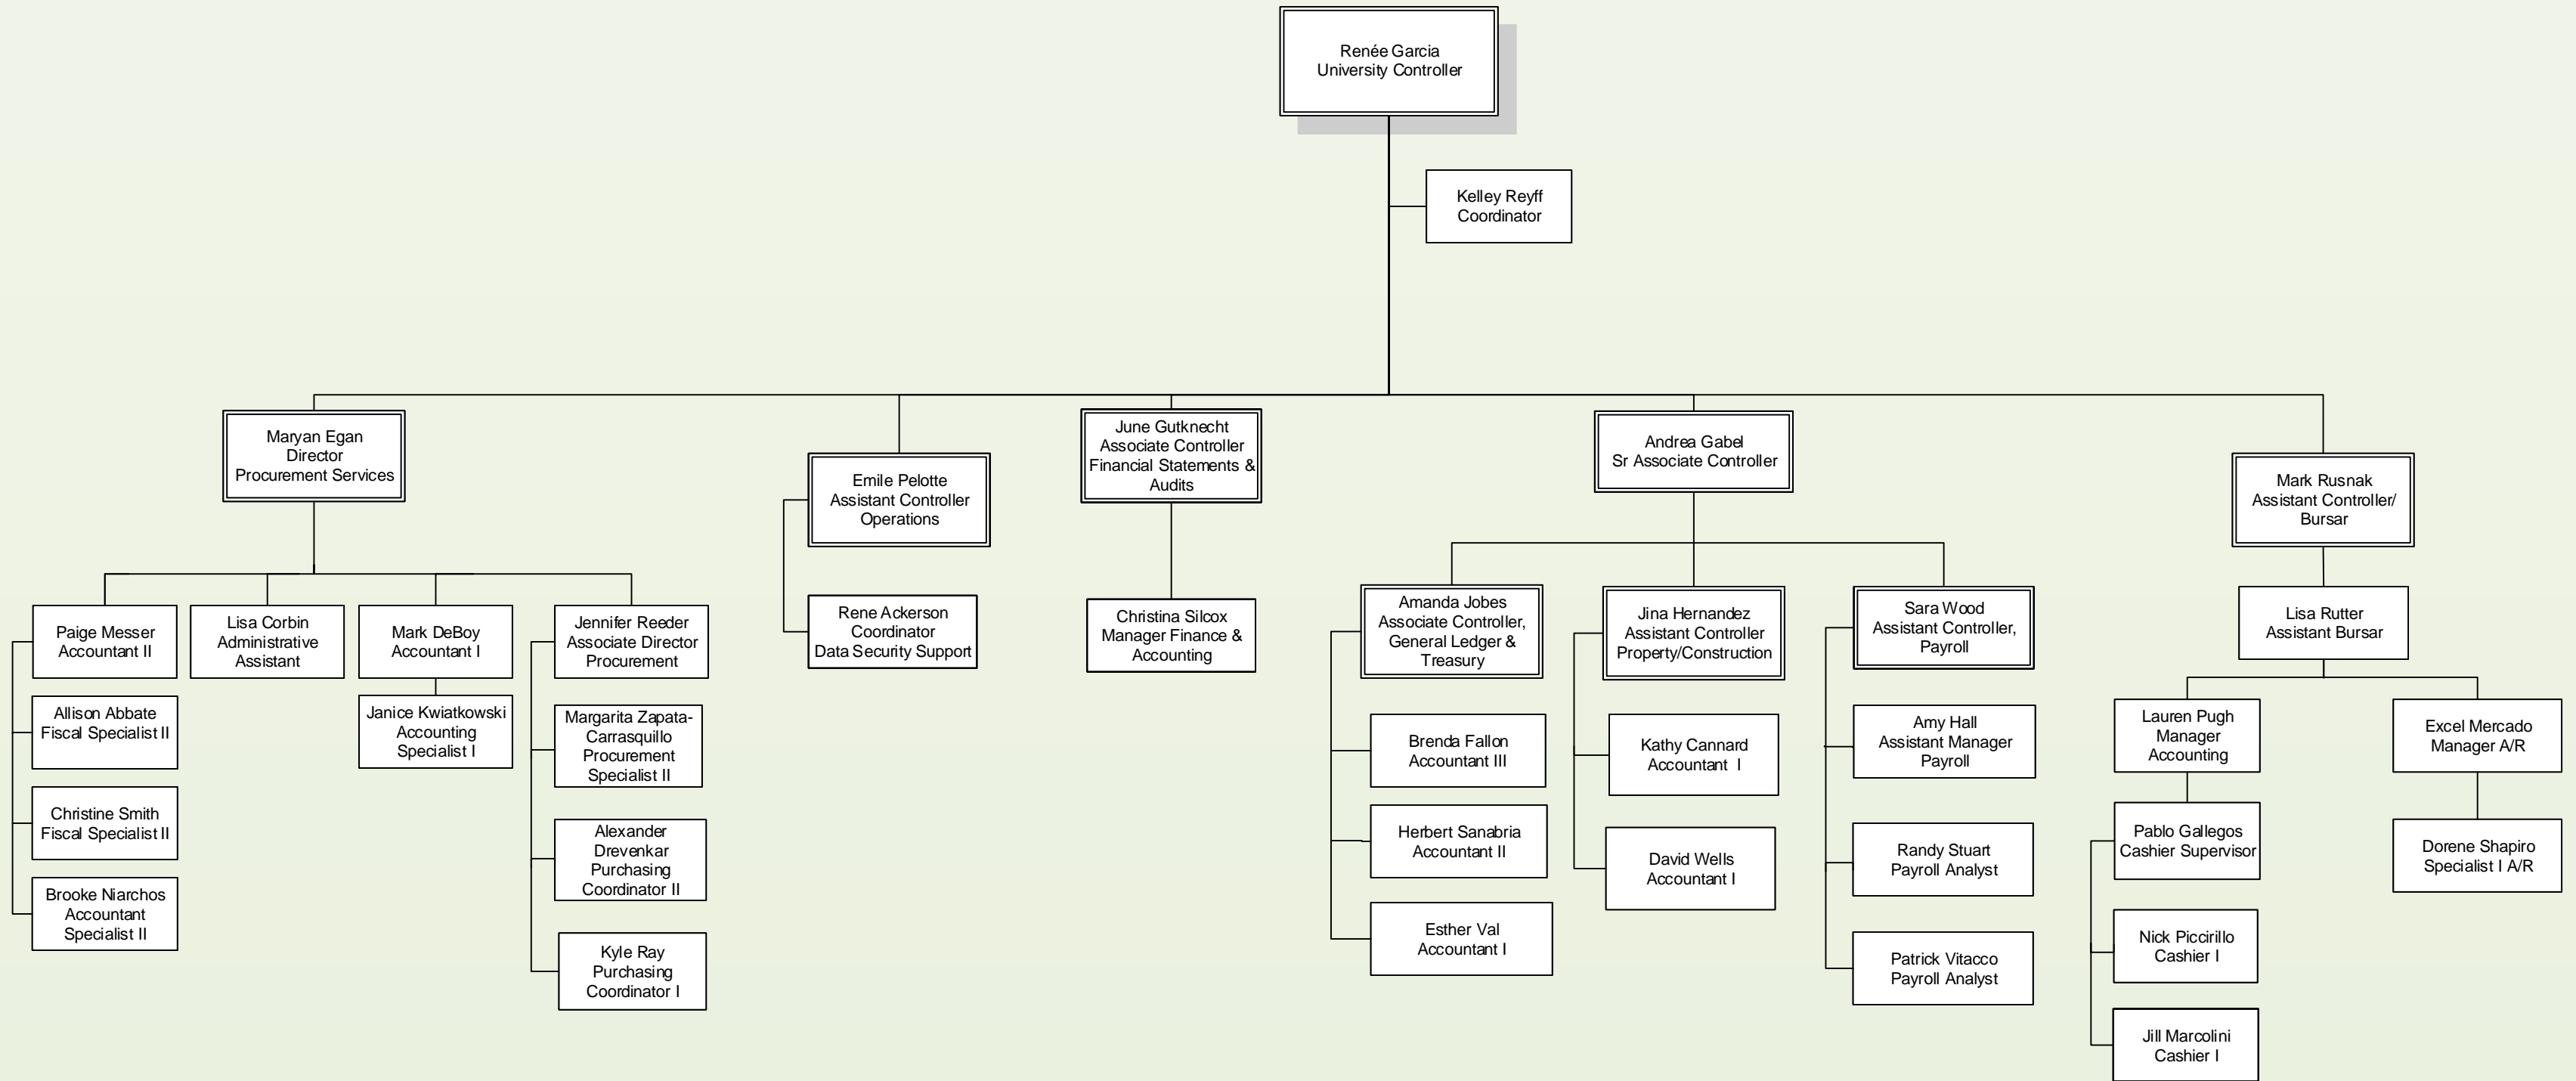 Renée Garcia
University Controller
Kelley Reyff
Coordinator
Maryan Egan
Director
Procurement Services
Emile Pelotte
Assistant Controller
Operations
June Gutknecht
Associate Controller
Financial Statements &
Audits
Andrea Gabel
Sr Associate Controller
Mark Rusnak
Assistant Controller/
Bursar
Paige Messer
Accountant II
Lisa Corbin
Administrative
Assistant
Mark DeBoy
Accountant I
Jennifer Reeder
Associate Director
Procurement
Rene Ackerson
Coordinator
Data Security Support
Christina Silcox
Manager Finance &
Accounting
Amanda Jobes
Associate Controller,
General Ledger &
Treasury
Jina Hernandez
Assistant Controller
Property/Construction
Sara Wood
Assistant Controller,
Payroll
Lisa Rutter
Assistant Bursar
Allison Abbate
Fiscal Specialist II
Janice Kwiatkowski
Accounting
Specialist I
Margarita Zapata-
Carrasquillo
Procurement
Specialist II
Brenda Fallon
Accountant III
Kathy Cannard
Accountant I
Amy Hall
Assistant Manager
Payroll
Lauren Pugh
Manager
Accounting
Excel Mercado
Manager A/R
Christine Smith
Fiscal Specialist II
Alexander
Drevenkar
Purchasing
Coordinator II
Herbert Sanabria
Accountant II
David Wells
Accountant I
Randy Stuart
Payroll Analyst
Pablo Gallegos
Cashier Supervisor
Dorene Shapiro
Specialist I A/R
Brooke Niarchos
Accountant
Specialist II
Kyle Ray
Purchasing
Coordinator I
Esther Val
Accountant I
Patrick Vitacco
Payroll Analyst
Nick Piccirillo
Cashier I
Jill Marcolini
Cashier I